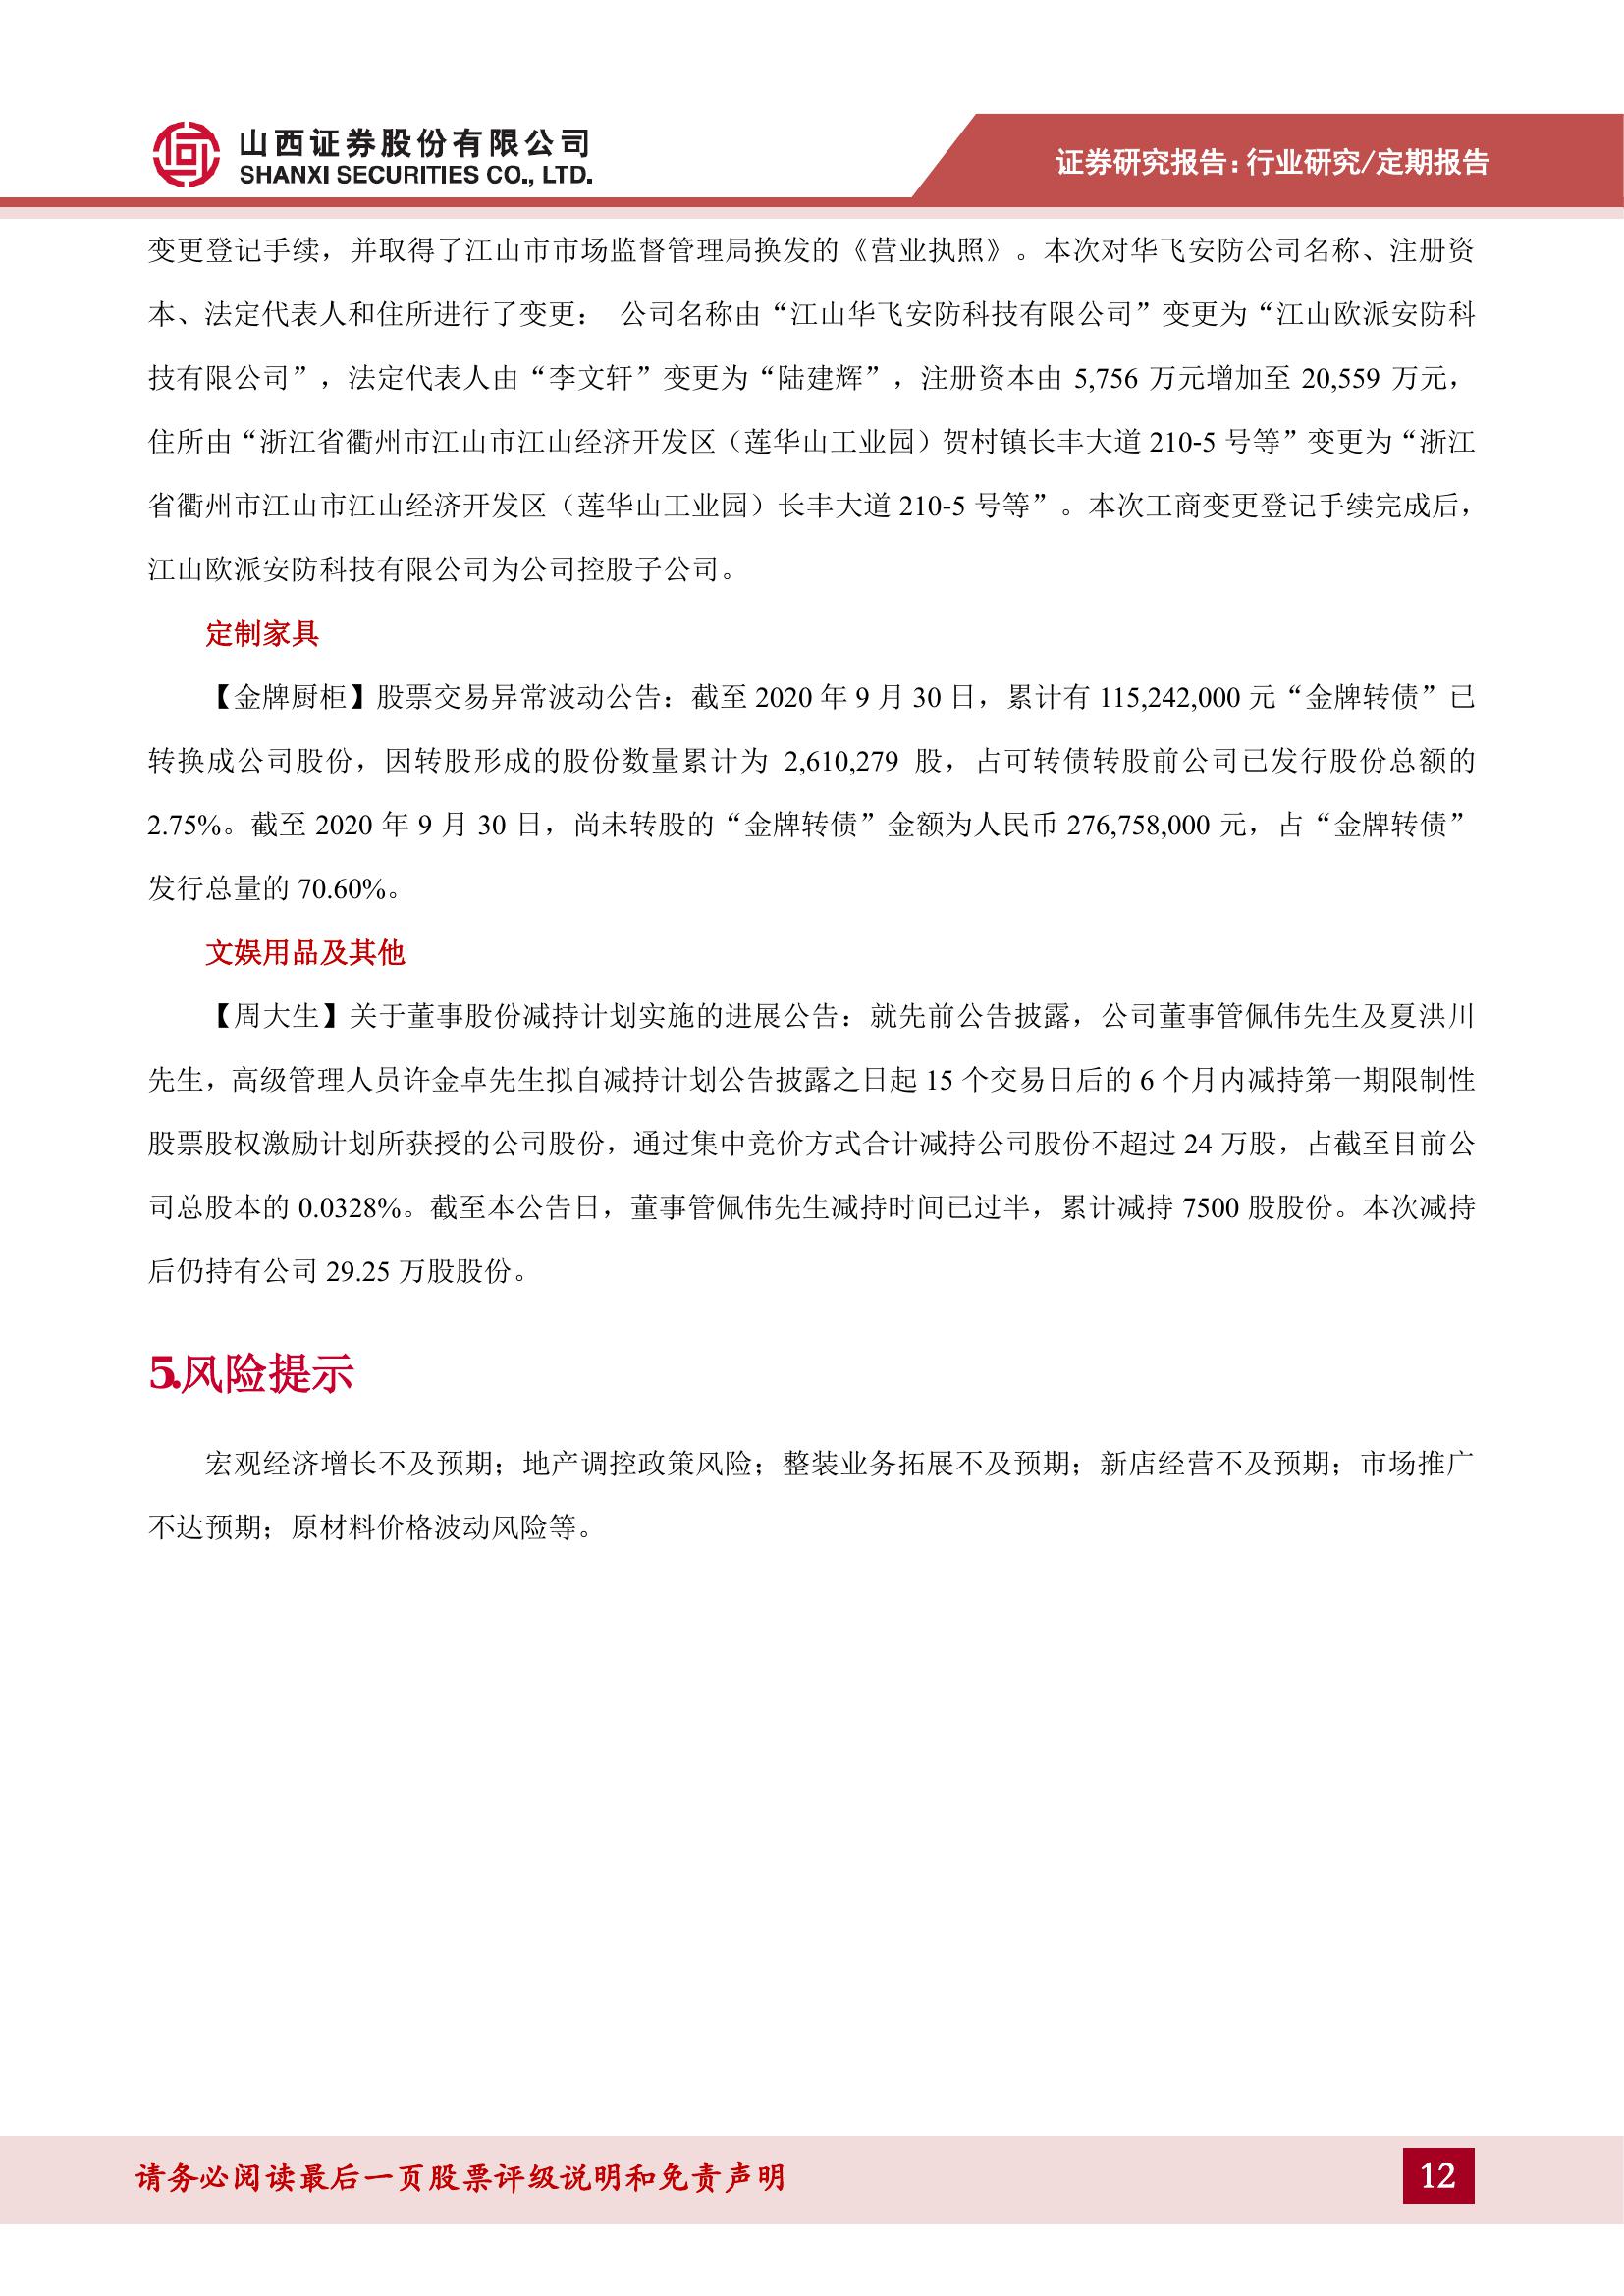 山西证券股份有限公司
SHANXI SECURITIES CO., LTD.
证券研究报告：行业研究/定期报告
变更登记手续，并取得了江山市市场监督管理局换发的《营业执照》。本次对华飞安防公司名称、注册资
本、法定代表人和住所进行了变更： 公司名称由“江山华飞安防科技有限公司”变更为“江山欧派安防科
技有限公司”，法定代表人由“李文轩”变更为“陆建辉”，注册资本由 5,756 万元增加至 20,559 万元，
住所由“浙江省衢州市江山市江山经济开发区（莲华山工业园）贺村镇长丰大道 210-5 号等”变更为“浙江
省衢州市江山市江山经济开发区（莲华山工业园）长丰大道 210-5 号等”。本次工商变更登记手续完成后，
江山欧派安防科技有限公司为公司控股子公司。
定制家具
【金牌厨柜】股票交易异常波动公告：截至 2020 年 9 月 30 日，累计有 115,242,000 元“金牌转债”已
转换成公司股份，因转股形成的股份数量累计为 2,610,279 股，占可转债转股前公司已发行股份总额的
2.75%。截至 2020 年 9 月 30 日，尚未转股的“金牌转债”金额为人民币 276,758,000 元，占“金牌转债”
发行总量的 70.60%。
文娱用品及其他
【周大生】关于董事股份减持计划实施的进展公告：就先前公告披露，公司董事管佩伟先生及夏洪川
先生，高级管理人员许金卓先生拟自减持计划公告披露之日起 15 个交易日后的 6 个月内减持第一期限制性
股票股权激励计划所获授的公司股份，通过集中竞价方式合计减持公司股份不超过 24 万股，占截至目前公
司总股本的 0.0328%。截至本公告日，董事管佩伟先生减持时间已过半，累计减持 7500 股股份。本次减持
后仍持有公司 29.25 万股股份。
5.风险提示
宏观经济增长不及预期；地产调控政策风险；整装业务拓展不及预期；新店经营不及预期；市场推广
不达预期；原材料价格波动风险等。
请务必阅读最后一页股票评级说明和免责声明
12